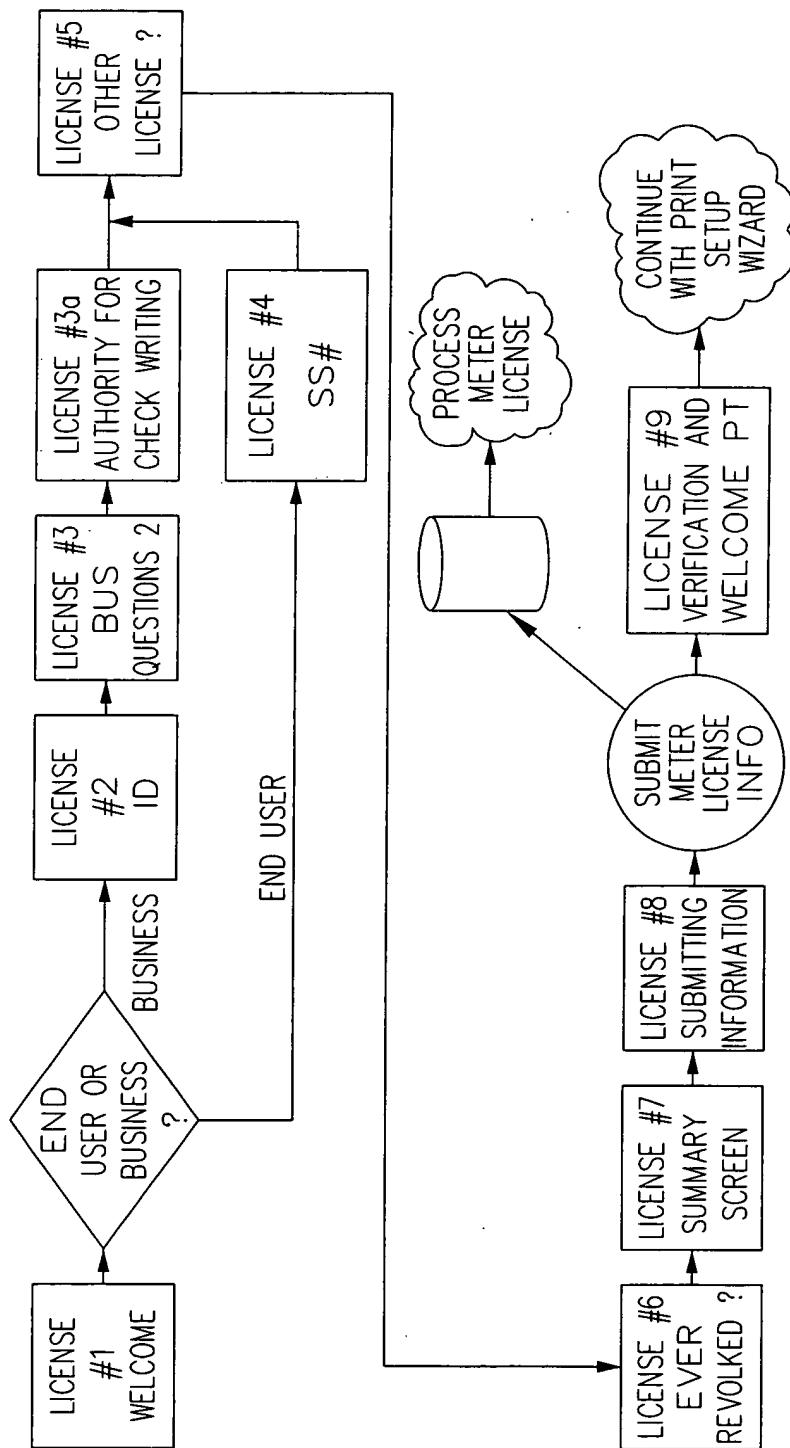 LICENSE
#1
WELCOME
END
USER OR
BUSINESS
?
BUSINESS
LICENSE
#2
ID
LICENSE #3
BUS
QUESTIONS 2
LICENSE #3a
AUTHORITY FOR
CHECK WRITING
LICENSE #5
OTHER
LICENSE ?
END USER
LICENSE #4
SS#
LICENSE #6
EVER
REVOLKED ?
LICENSE #7
SUMMARY
SCREEN
LICENSE #8
SUBMITTING
INFORMATION
SUBMIT
METER
LICENSE
INFO
PROCESS
METER
LICENSE
LICENSE #9
VERIFICATION AND
WELCOME PT
CONTINUE
WITH PRINT
SETUP
WIZARD